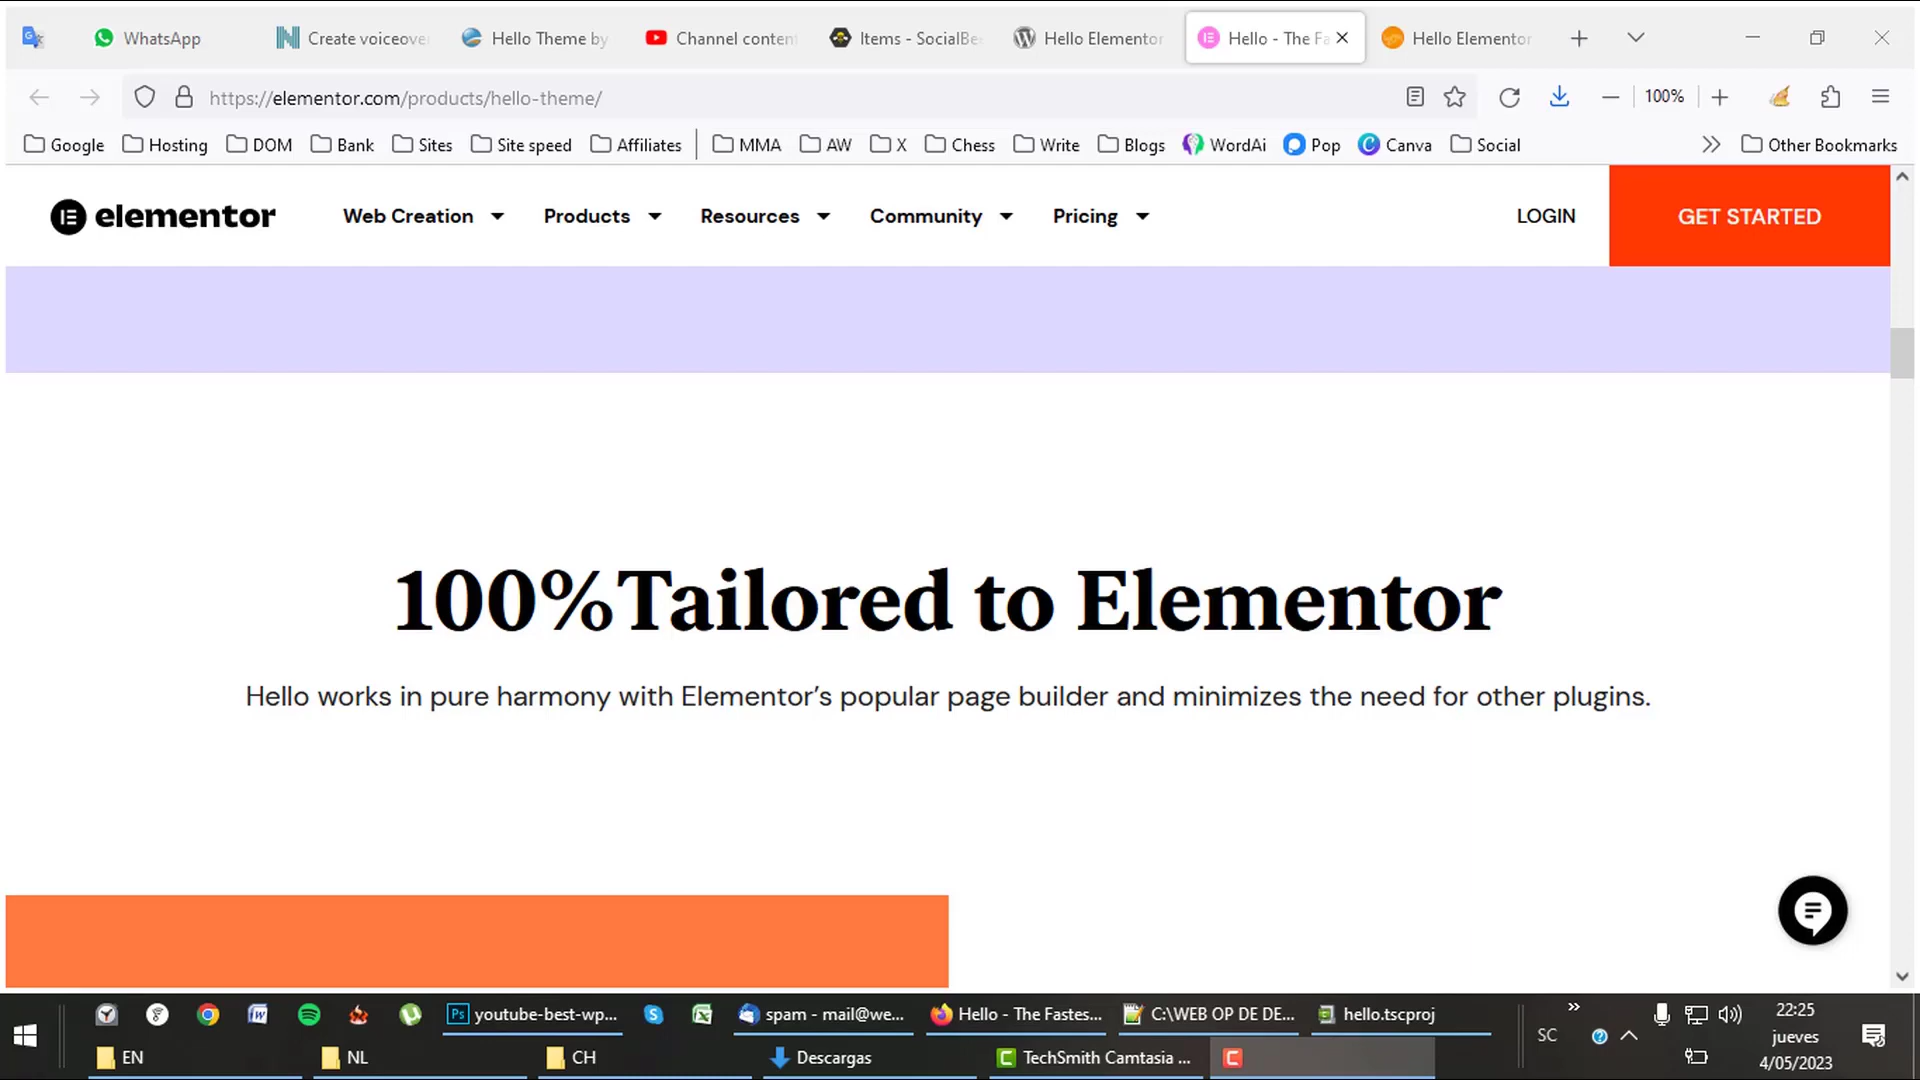 WhatsApp
Create voiceove
Hello Theme by
Channel conten
Items - SocialBe
Hello Elementor
Hello - The Fa
Hello Elementor
https://elementor.com/products/hello-theme/
100%
Google Hosting DOM Bank Sites Site speed Affiliates MMA AW X Chess Write Blogs WordAi Pop Canva Social Other Bookmarks
elementor Web Creation Products Resources Community Pricing LOGIN GET STARTED
100%Tailored to Elementor
Hello works in pure harmony with Elementor’s popular page builder and minimizes the need for other plugins.
Ps youtube-best-wp... spam - mail@we... Hello - The Fastes... C:\WEB OP DE DE... hello.tscproj
SC
22:25
jueves
4/05/2023
EN NL CH Descargas TechSmith Camtasia ...